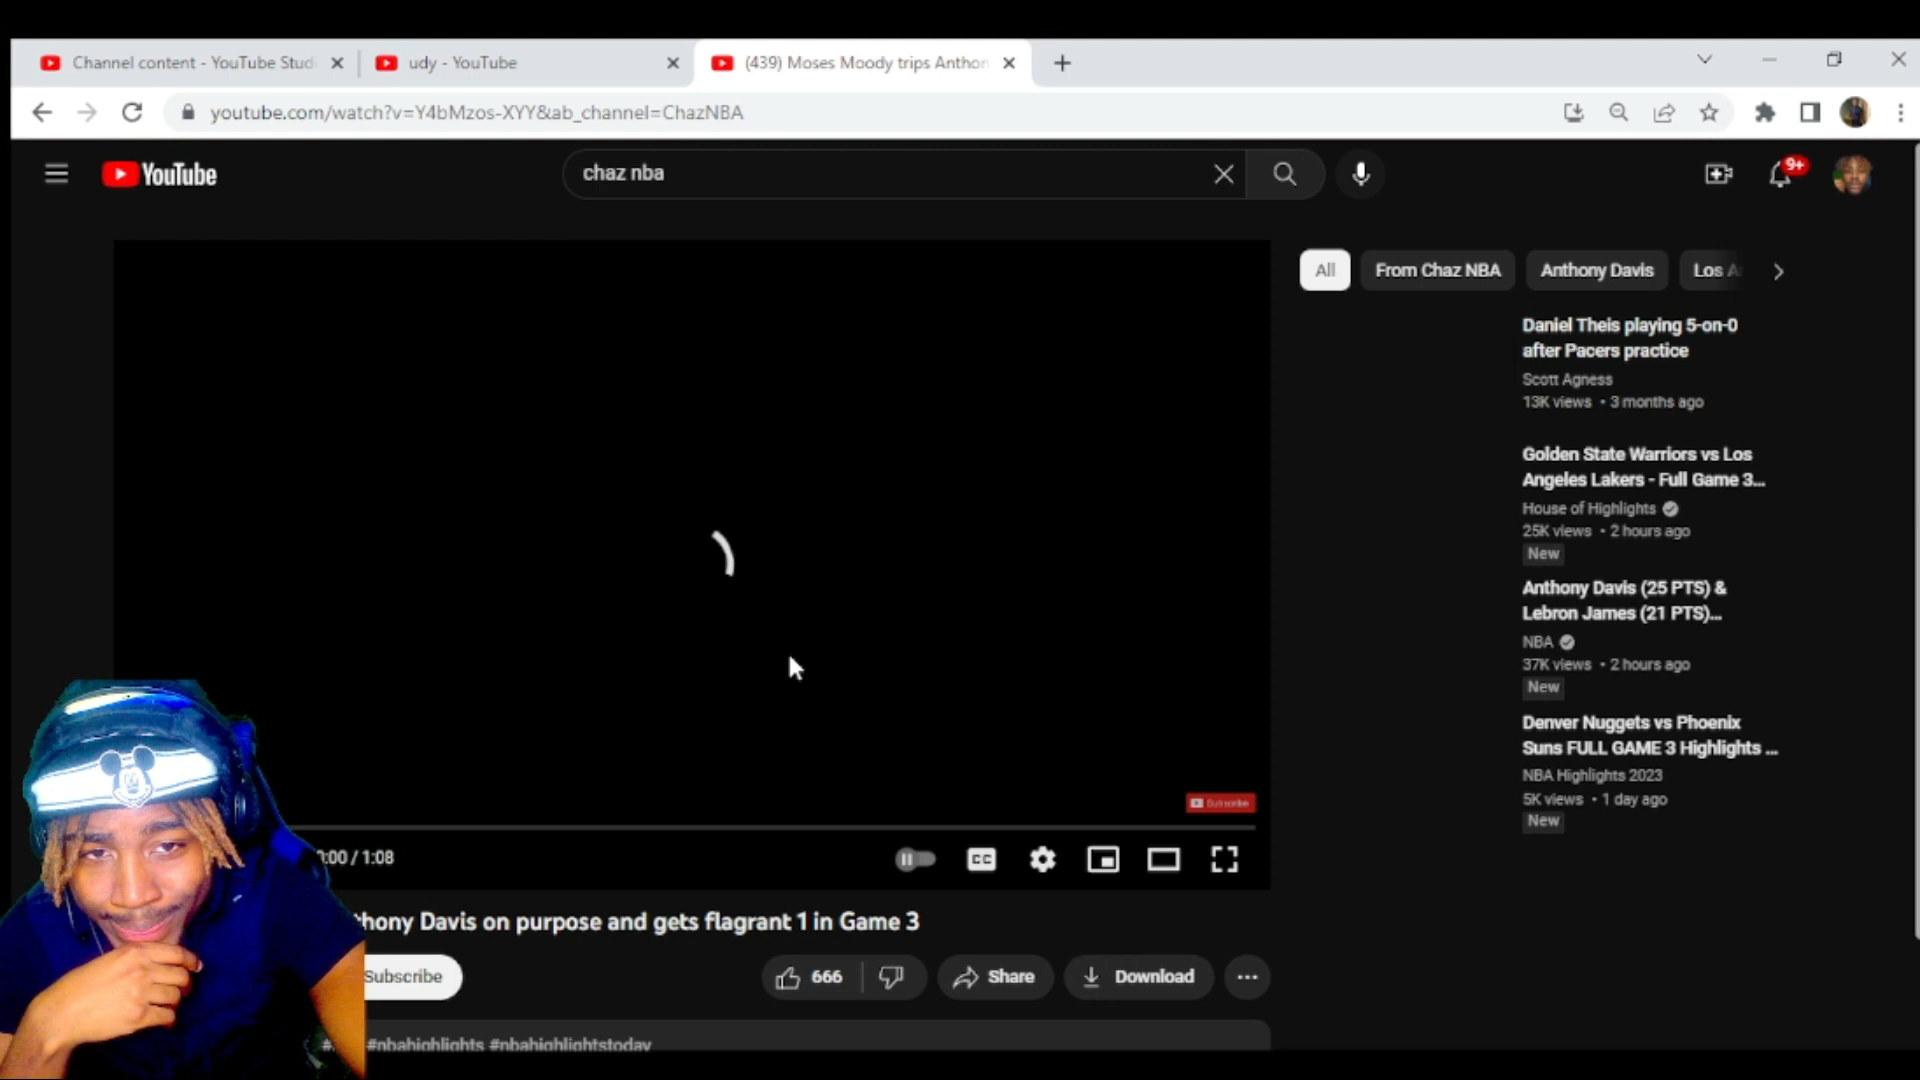 Channel content - YouTube Studi
udy - YouTube
(439) Moses Moody trips Anthon
youtube.com/watch?v=Y4bMzos-XYY&ab_channel=ChazNBA
YouTube
chaz nba
9+
All
From Chaz NBA
Anthony Davis
Los A
Daniel Theis playing 5-on-0
after Pacers practice
Scott Agness
13K views • 3 months ago
Golden State Warriors vs Los
Angeles Lakers - Full Game 3...
House of Highlights
25K views • 2 hours ago
New
Anthony Davis (25 PTS) &
Lebron James (21 PTS)...
NBA
37K views • 2 hours ago
New
Denver Nuggets vs Phoenix
Suns FULL GAME 3 Highlights ...
NBA Highlights 2023
5K views • 1 day ago
New
Subscribe
0:00 / 1:08
CC
thony Davis on purpose and gets flagrant 1 in Game 3
Subscribe
666
Share
Download
#nbahighlights #nbahighlightstoday